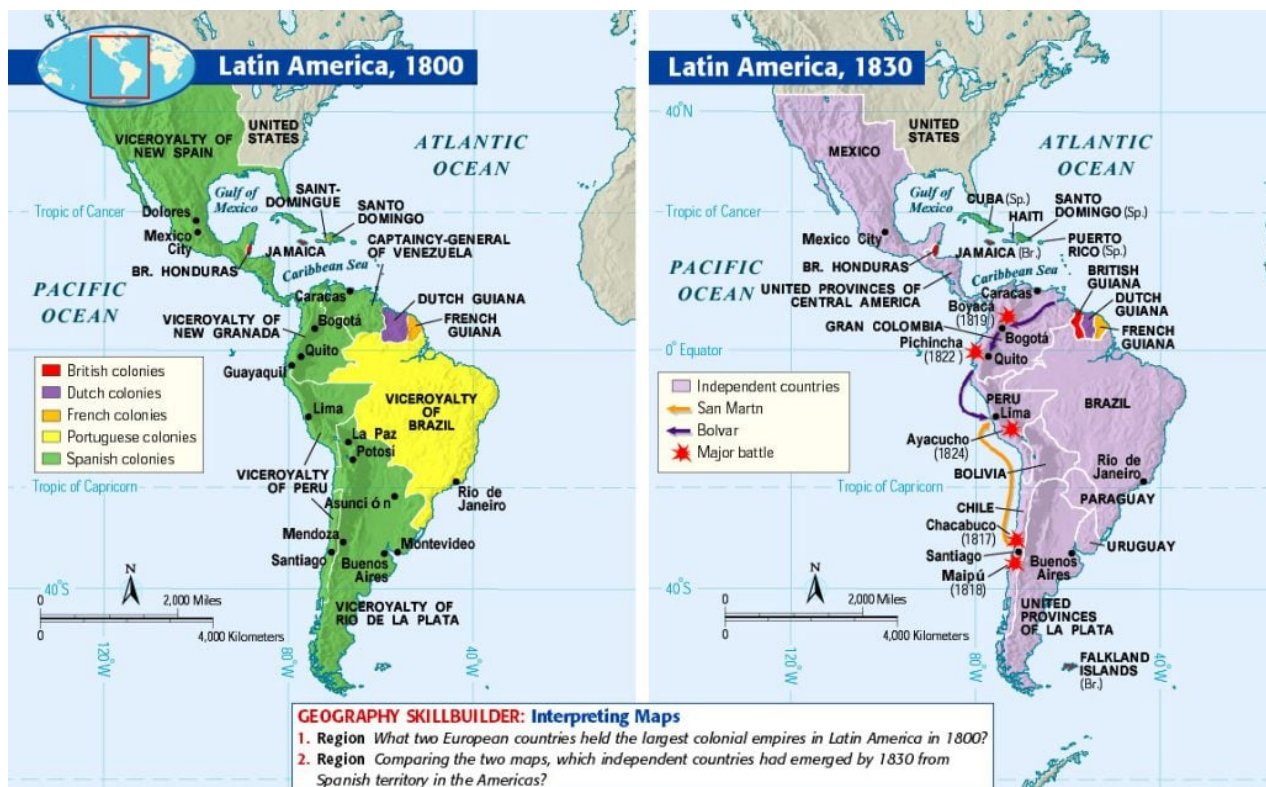 Latin America, 1800
VICEROYALTY OF
NEW SPAIN
UNITED
STATES
ATLANTIC
OCEAN
Gulf of
Mexico
SAINT-
DOMINGUE
SANTO
DOMINGO
Tropic of Cancer
Dolores
Mexico
City
JAMAICA
CAPTAINCY-GENERAL
OF VENEZUELA
BR. HONDURAS
Caribbean Sea
PACIFIC
OCEAN
Caracas
DUTCH GUIANA
VICEROYALTY OF
NEW GRANADA
Bogotá
FRENCH
GUIANA
Quito
Guayaquil
British colonies
Dutch colonies
French colonies
Portuguese colonies
Spanish colonies
Lima
VICEROYALTY
OF
BRAZIL
La Paz
Potosí
VICEROYALTY
OF PERU
Tropic of Capricorn
Asunción
Rio de
Janeiro
Mendoza
Santiago
Montevideo
Buenos
Aires
40°S
N
0
2,000 Miles
0
4,000 Kilometers
VICEROYALTY OF
RIO DE LA PLATA
120°W
80°W
40°W
Latin America, 1830
40°N
UNITED
STATES
MEXICO
ATLANTIC
OCEAN
Gulf of
Mexico
CUBA (Sp.)
SANTO
DOMINGO (Sp.)
HAITI
Tropic of Cancer
Mexico City
JAMAICA (Br.)
PUERTO
RICO (Sp.)
BR. HONDURAS
Caribbean Sea
PACIFIC
OCEAN
UNITED PROVINCES OF
CENTRAL AMERICA
Caracas
BRITISH
GUIANA
Boyacá
(1819)
DUTCH
GUIANA
GRAN COLOMBIA
Bogotá
FRENCH
GUIANA
Pichincha
(1822 )
0° Equator
Quito
Independent countries
San Martn
Bolvar
Major battle
PERU
Lima
BRAZIL
Ayacucho
(1824)
BOLIVIA
Rio de
Janeiro
Tropic of Capricorn
PARAGUAY
CHILE
Chacabuco
(1817)
Santiago
URUGUAY
Buenos
Aires
Maipú
(1818)
40°S
N
0
2,000 Miles
0
4,000 Kilometers
UNITED
PROVINCES
OF LA PLATA
120°W
80°W
40°W
FALKLAND
ISLANDS
(Br.)
GEOGRAPHY SKILLBUILDER: Interpreting Maps
1. Region What two European countries held the largest colonial empires in Latin America in 1800?
2. Region Comparing the two maps, which independent countries had emerged by 1830 from
Spanish territory in the Americas?